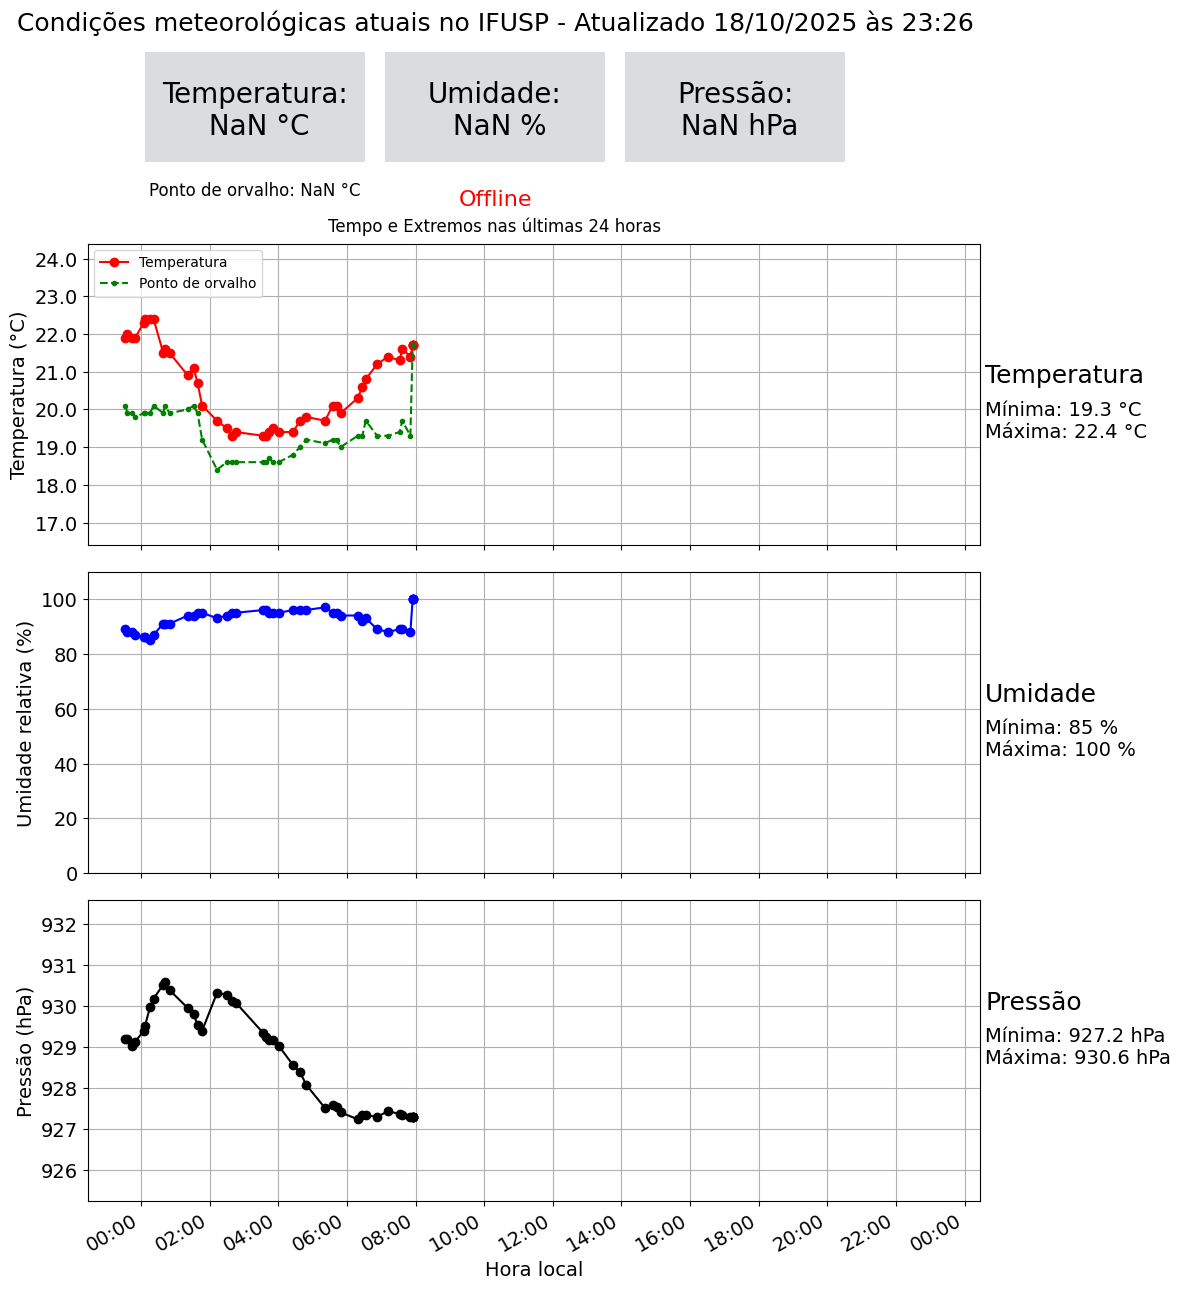 Condições meteorológicas atuais no IFUSP - Atualizado 18/10/2025 às 23:26
Temperatura:
NaN °C
Umidade:
NaN %
Pressão:
NaN hPa
Ponto de orvalho: NaN °C
Offline
Tempo e Extremos nas últimas 24 horas
Temperatura (°C)
24.0
23.0
22.0
21.0
20.0
19.0
18.0
17.0
Temperatura
Ponto de orvalho
Temperatura
Mínima: 19.3 °C
Máxima: 22.4 °C
Umidade relativa (%)
100
80
60
40
20
0
Umidade
Mínima: 85 %
Máxima: 100 %
Pressão (hPa)
932
931
930
929
928
927
926
Pressão
Mínima: 927.2 hPa
Máxima: 930.6 hPa
00:00 02:00 04:00 06:00 08:00 10:00 12:00 14:00 16:00 18:00 20:00 22:00 00:00
Hora local